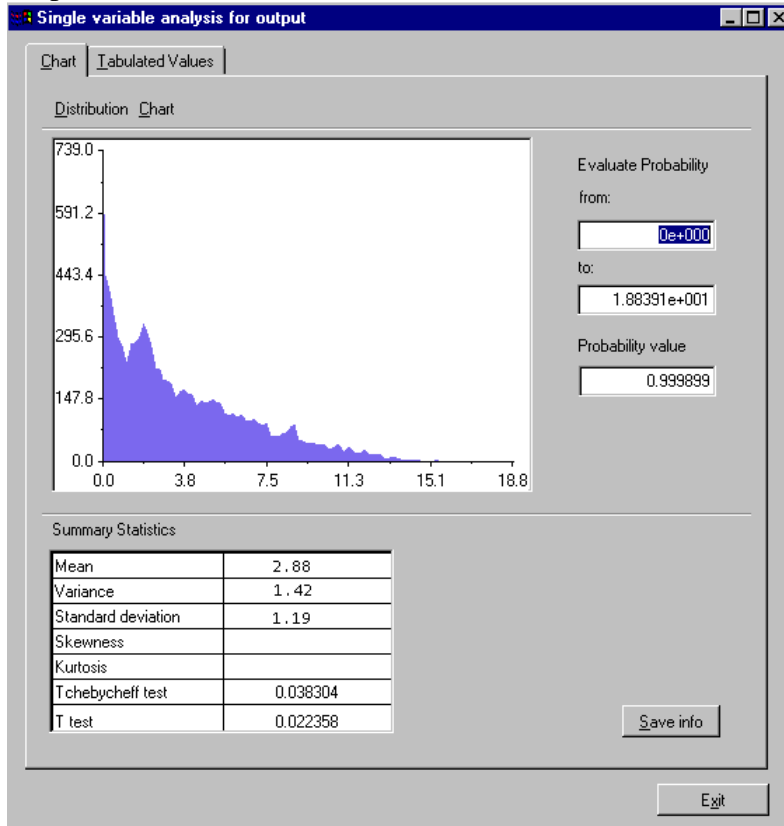 Single variable analysis for output
Chart
Tabulated Values
Distribution Chart
739.0
591.2
443.4
295.6
147.8
0.0
0.0 3.8 7.5 11.3 15.1 18.8
Evaluate Probability
from:
0e+000
to:
1.88391e+001
Probability value
0.999899
Summary Statistics
Mean 2.88
Variance 1.42
Standard deviation 1.19
Skewness
Kurtosis
Tchebycheff test 0.038304
T test 0.022358
Save info
Exit